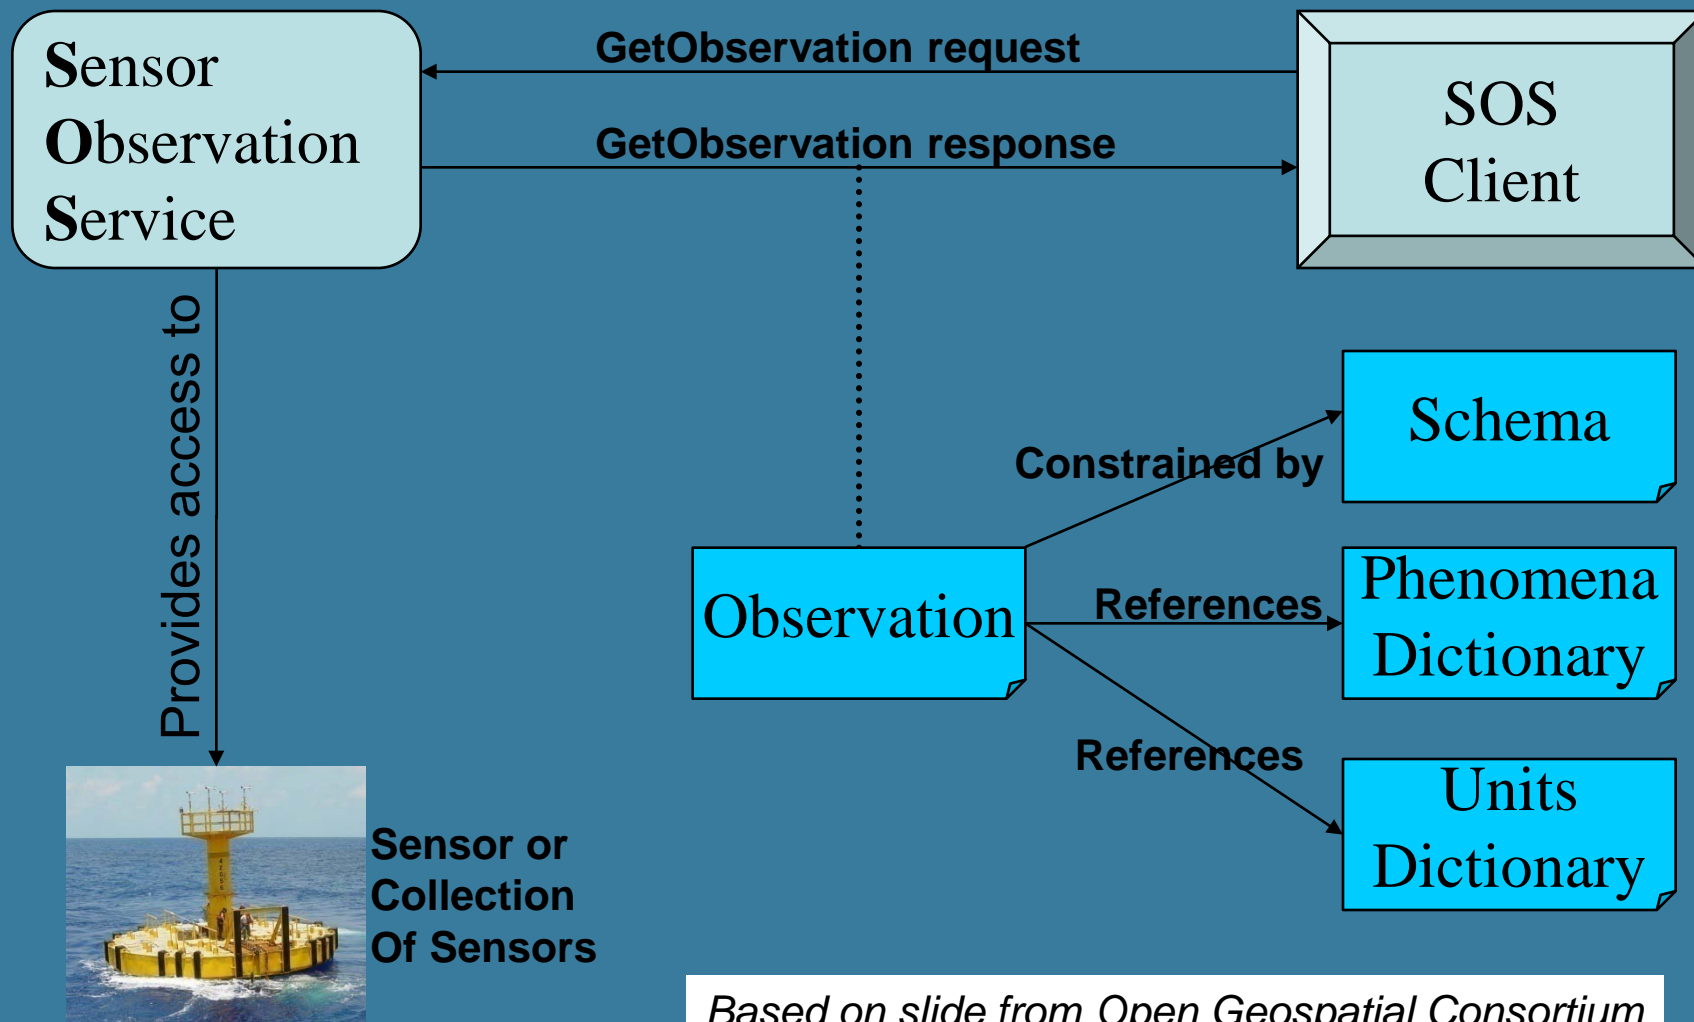 Sensor
Observation
Service
GetObservation request
GetObservation response
SOS
Client
Provides access to
Schema
Constrained by
Observation
References
Phenomena
Dictionary
References
Units
Dictionary
Sensor or
Collection
Of Sensors
Based on slide from Open Geospatial Consortium